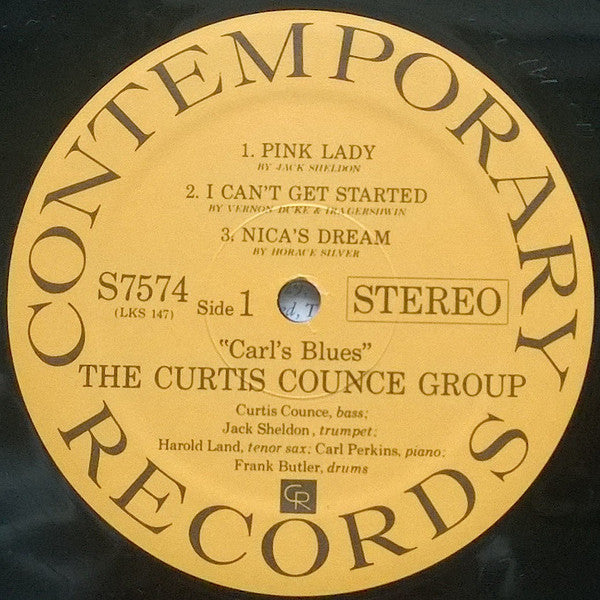 CONTEMPORARY
1. PINK LADY
BY JACK SHELDON
2. I CAN'T GET STARTED
BY VERNON DUKE & IRA GERSHWIN
3. NICA'S DREAM
BY HORACE SILVER
S7574
(LKS 147)
Side 1
STEREO
"Carl's Blues"
THE CURTIS COUNCE GROUP
Curtis Counce, bass;
Jack Sheldon, trumpet;
Harold Land, tenor sax; Carl Perkins, piano;
Frank Butler, drums
CR
RECORDS